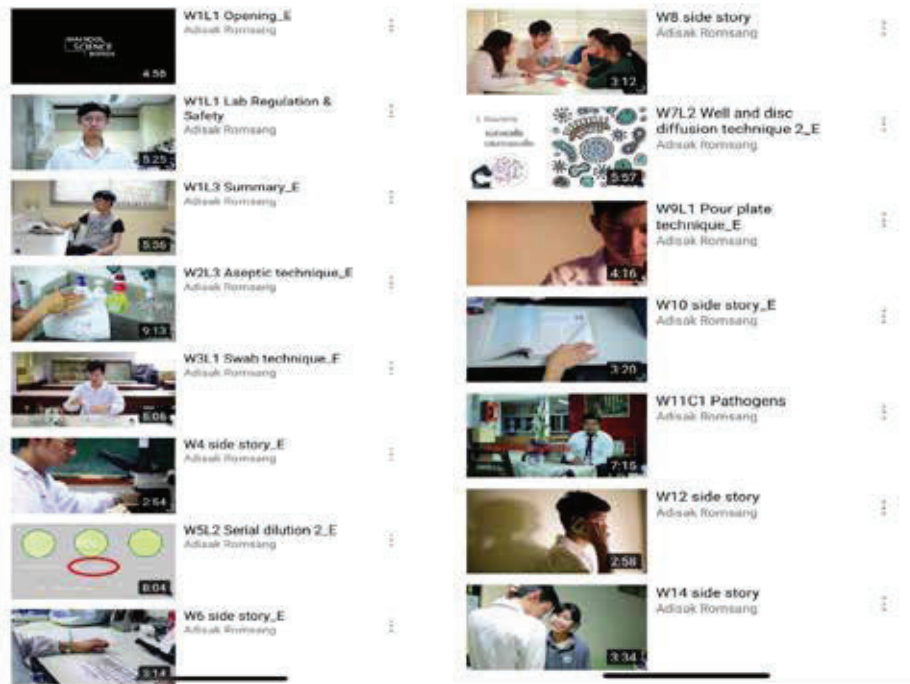 W1L1 Opening_E
Adisak Romsang
SCIENCE
4:56
W1L1 Lab Regulation &
Safety
Adisak Romsang
5:25
W1L3 Summary_E
Adisak Romsang
5:56
W2L3 Aseptic technique_E
Adisak Romsang
9:13
W3L1 Swab technique_E
Adisak Romsang
W4 side story_E
Adisak Romsang
2:54
W5L2 Serial dilution 2_E
Adisak Romsang
8:04
W6 side story_E
Adisak Romsang
3:14
W8 side story
Adisak Romsang
3:12
W7L2 Well and disc
diffusion technique 2_E
Adisak Romsang
5:57
W9L1 Pour plate
technique_E
Adisak Romsang
4:16
W10 side story_E
Adisak Romsang
3:20
W11C1 Pathogens
Adisak Romsang
7:15
W12 side story
Adisak Romsang
2:58
W14 side story
Adisak Romsang
3:34